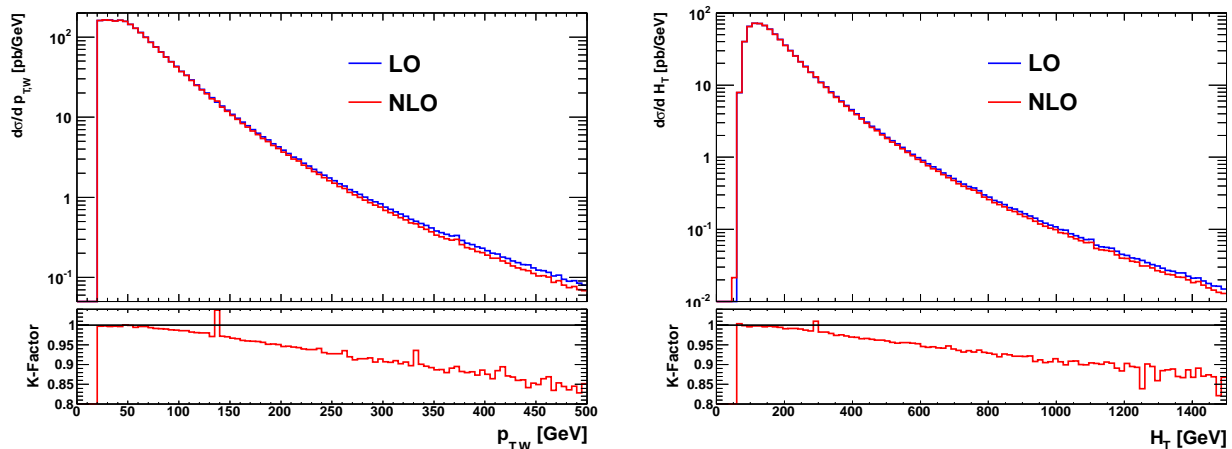 dσ/d p_T,W [pb/GeV]
10²
10
1
10⁻¹
LO
NLO
K-Factor
1
0.95
0.9
0.85
0.8
0 50 100 150 200 250 300 350 400 450 500
p_T,W [GeV]
dσ/d H_T [pb/GeV]
10²
10
1
10⁻¹
10⁻²
LO
NLO
K-Factor
1
0.95
0.9
0.85
0.8
0 200 400 600 800 1000 1200 1400
H_T [GeV]